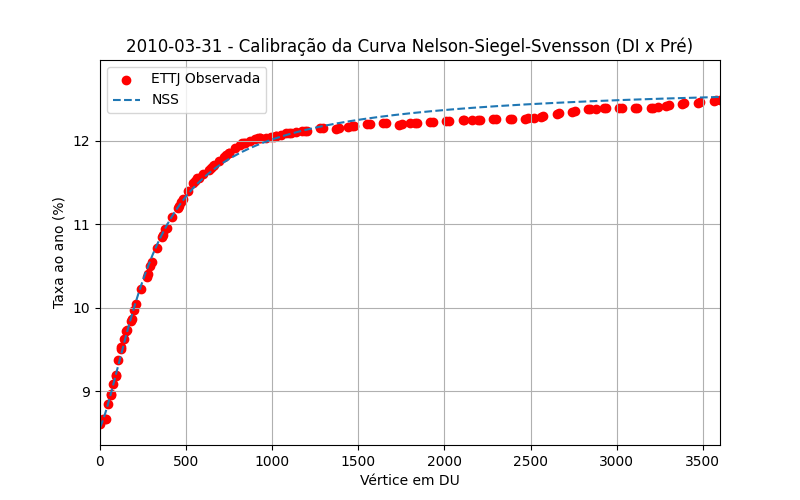 2010-03-31 - Calibração da Curva Nelson-Siegel-Svensson (DI x Pré)
ETTJ Observada
NSS
Taxa ao ano (%)
12
11
10
9
0 500 1000 1500 2000 2500 3000 3500
Vértice em DU